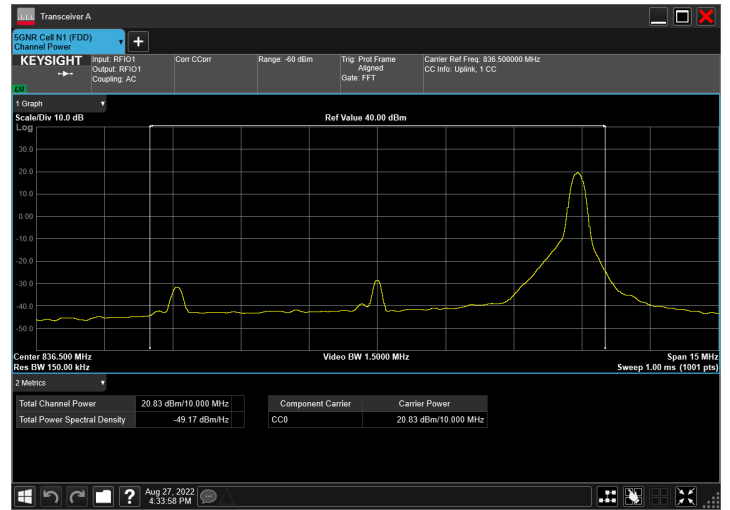 Transceiver A
5GNR Cell N1 (FDD)
Channel Power
KEYSIGHT
LXI
Input: RFIO1
Output: RFIO1
Coupling: AC
Corr CCorr
Range: -60 dBm
Trig: Prot Frame
Aligned
Gate: FFT
Carrier Ref Freq: 836.500000 MHz
CC Info: Uplink, 1 CC
1 Graph
Scale/Div 10.0 dB
Ref Value 40.00 dBm
Log
30.0
20.0
10.0
0.00
-10.0
-20.0
-30.0
-40.0
-50.0
Center 836.500 MHz
Video BW 1.5000 MHz
Span 15 MHz
Res BW 150.00 kHz
Sweep 1.00 ms (1001 pts)
2 Metrics
Total Channel Power 20.83 dBm/10.000 MHz
Total Power Spectral Density -49.17 dBm/Hz
Component Carrier Carrier Power
CC0 20.83 dBm/10.000 MHz
?
Aug 27, 2022
4:33:58 PM